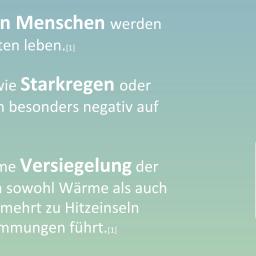 n Menschen werden
ten leben.[1]
vie Starkregen oder
n besonders negativ auf
me Versiegelung der
n sowohl Wärme als auch
mehrt zu Hitzeinseln
mmungen führt.[1]